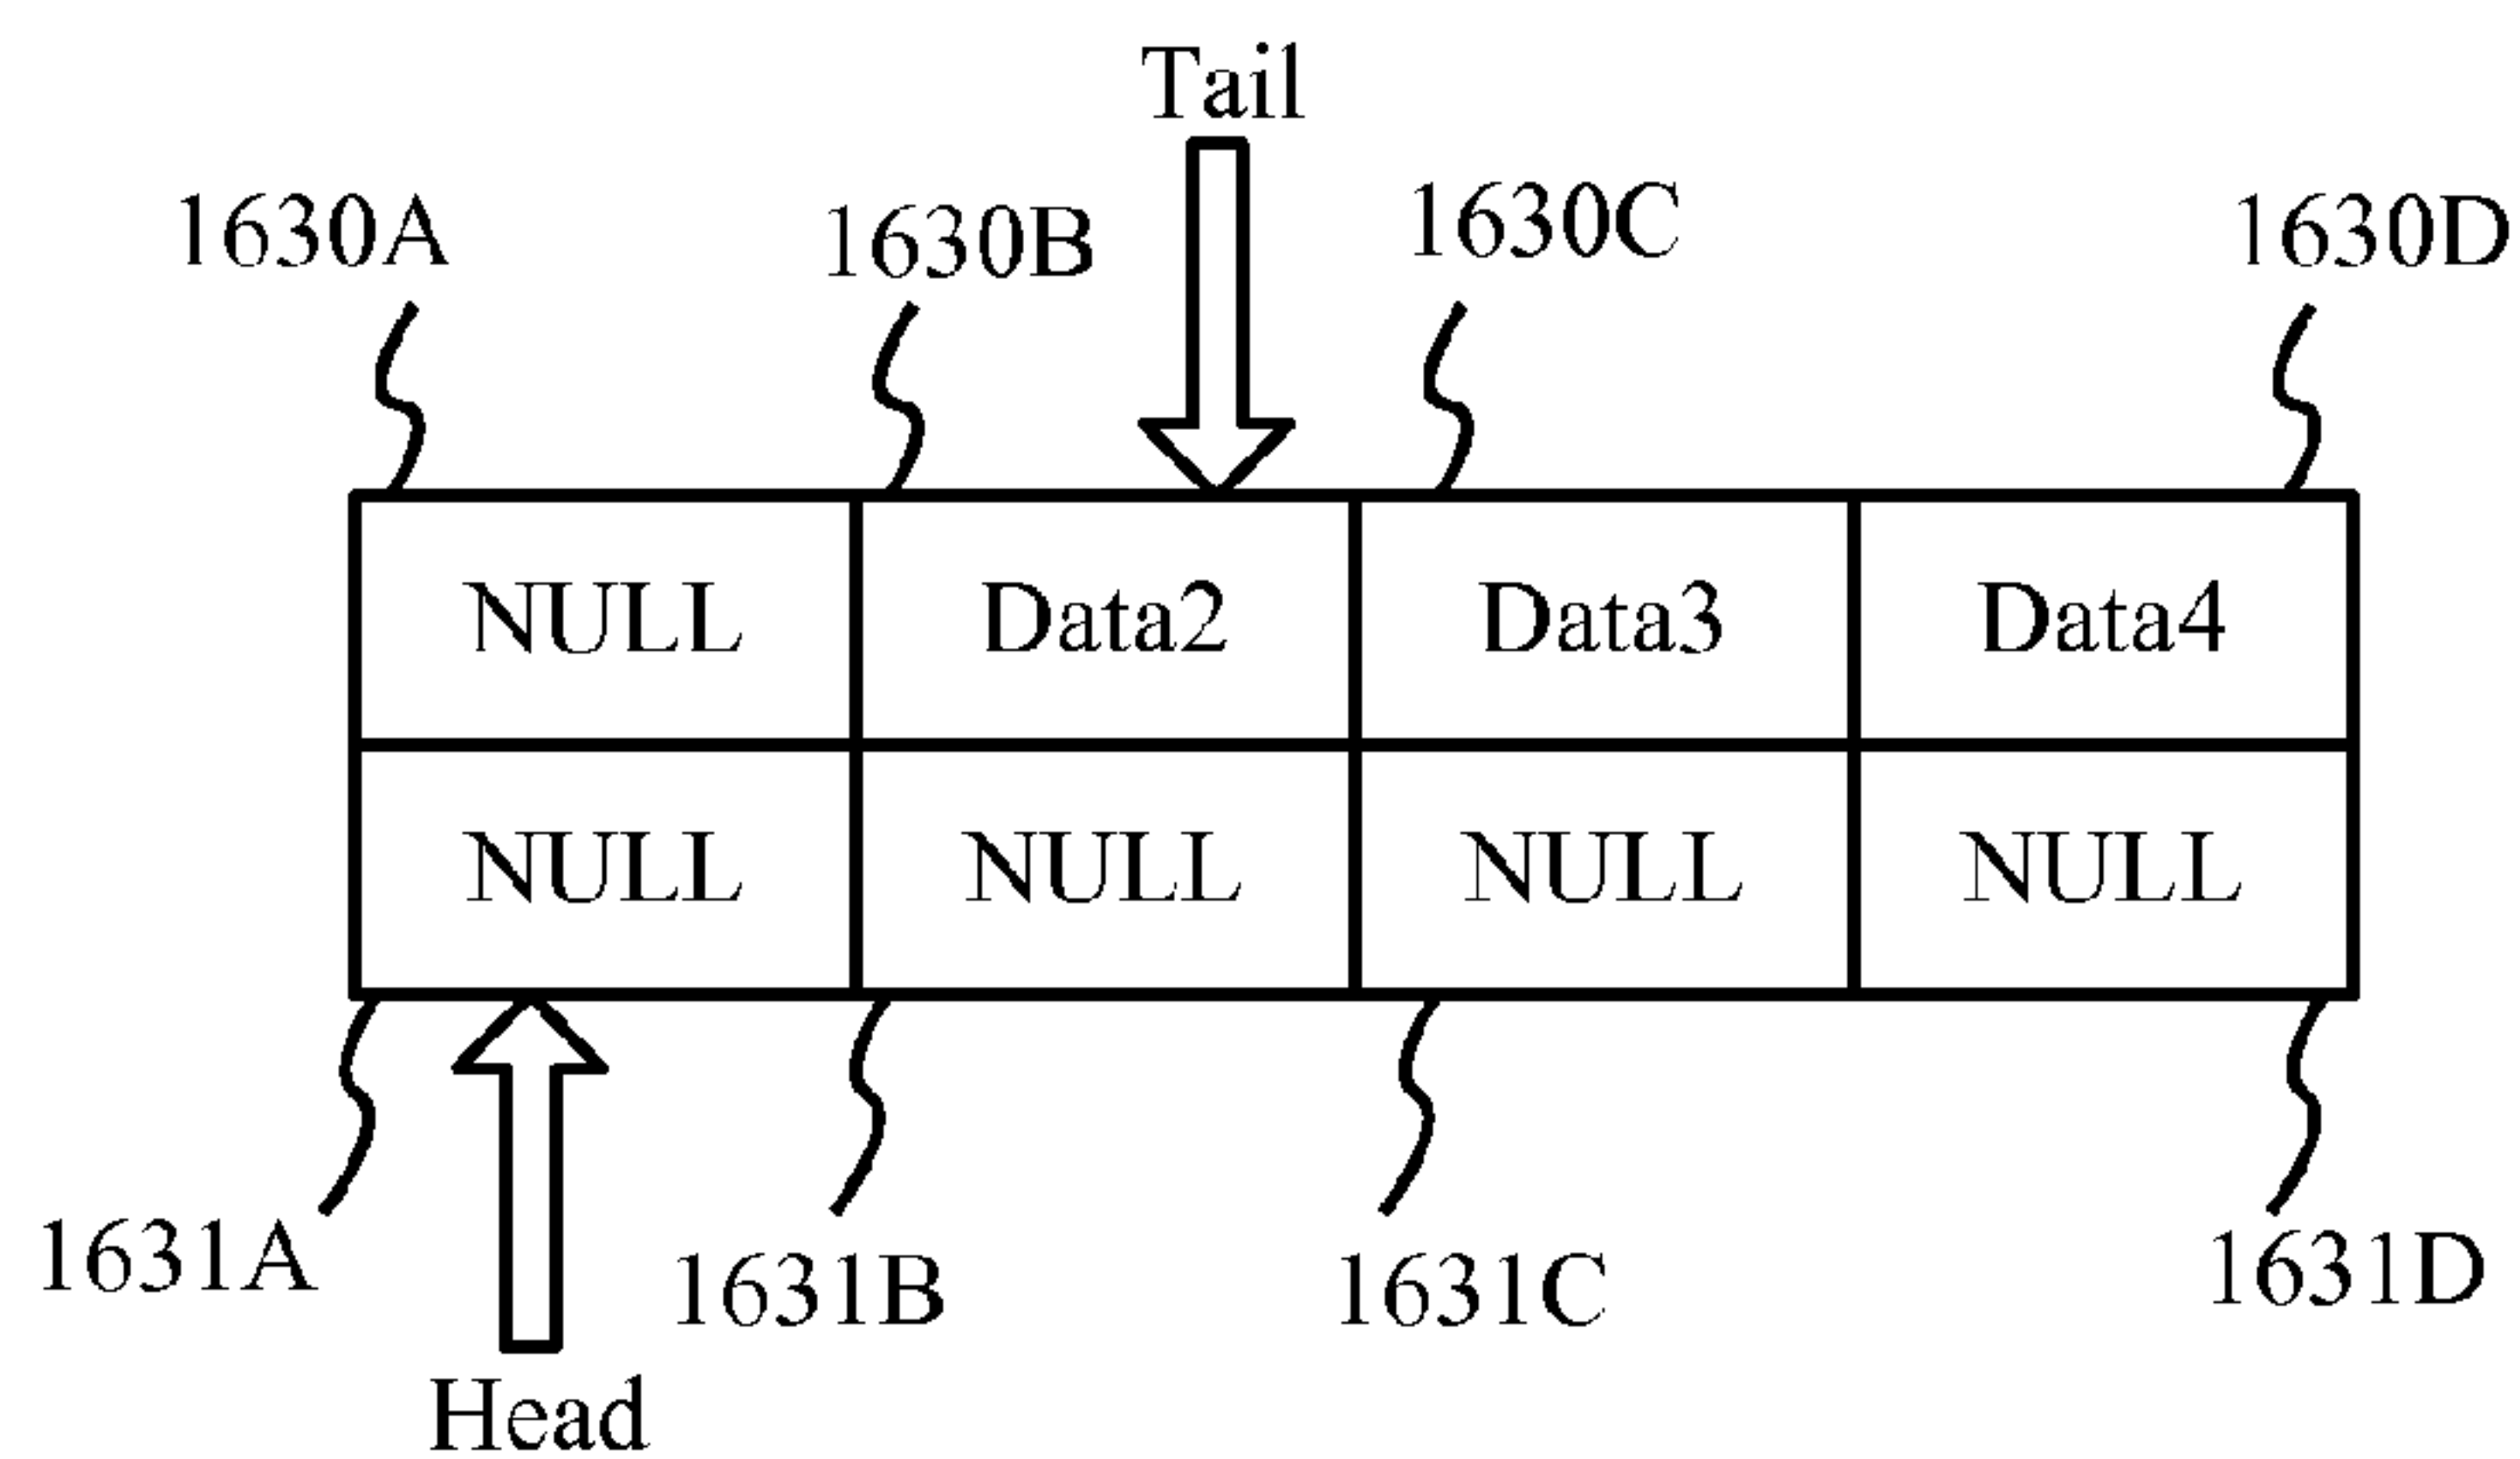 Tail
1630A 1630B 1630C 1630D
NULL Data2 Data3 Data4
NULL NULL NULL NULL
1631A 1631B 1631C 1631D
Head